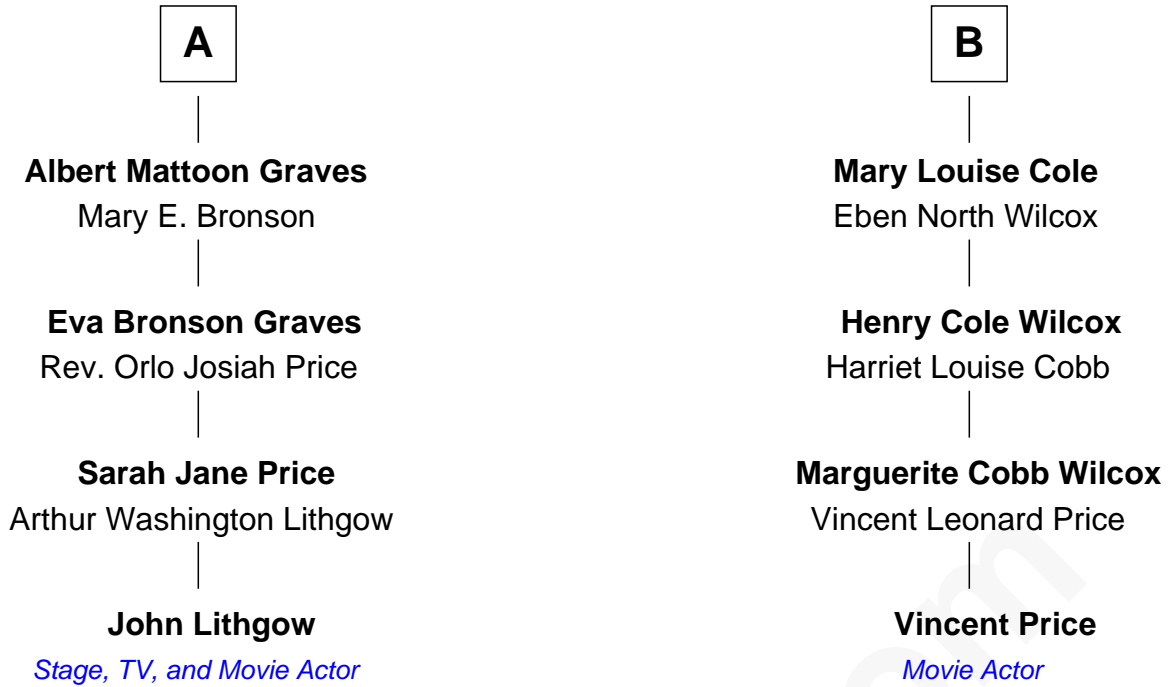 A
B
Albert Mattoon Graves
Mary E. Bronson
Mary Louise Cole
Eben North Wilcox
Eva Bronson Graves
Rev. Orlo Josiah Price
Henry Cole Wilcox
Harriet Louise Cobb
Sarah Jane Price
Arthur Washington Lithgow
Marguerite Cobb Wilcox
Vincent Leonard Price
John Lithgow
Stage, TV, and Movie Actor
Vincent Price
Movie Actor